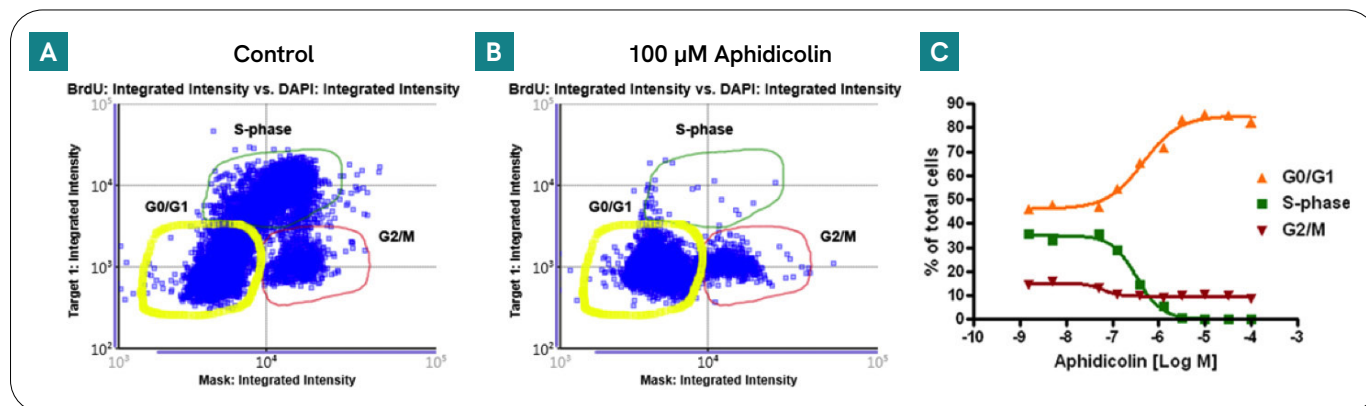 A
Control
BrdU: Integrated Intensity vs. DAPI: Integrated Intensity
10⁵
10⁴
10³
10²
Target 1: Integrated Intensity
S-phase
G0/G1
G2/M
10³
10⁴
10⁵
Mask: Integrated Intensity
B
100 µM Aphidicolin
BrdU: Integrated Intensity vs. DAPI: Integrated Intensity
10⁵
10⁴
10³
10²
Target 1: Integrated Intensity
S-phase
G0/G1
G2/M
10³
10⁴
10⁵
Mask: Integrated Intensity
C
90
80
70
60
50
40
30
20
10
0
% of total cells
-10
-9
-8
-7
-6
-5
-4
-3
Aphidicolin [Log M]
G0/G1
S-phase
G2/M